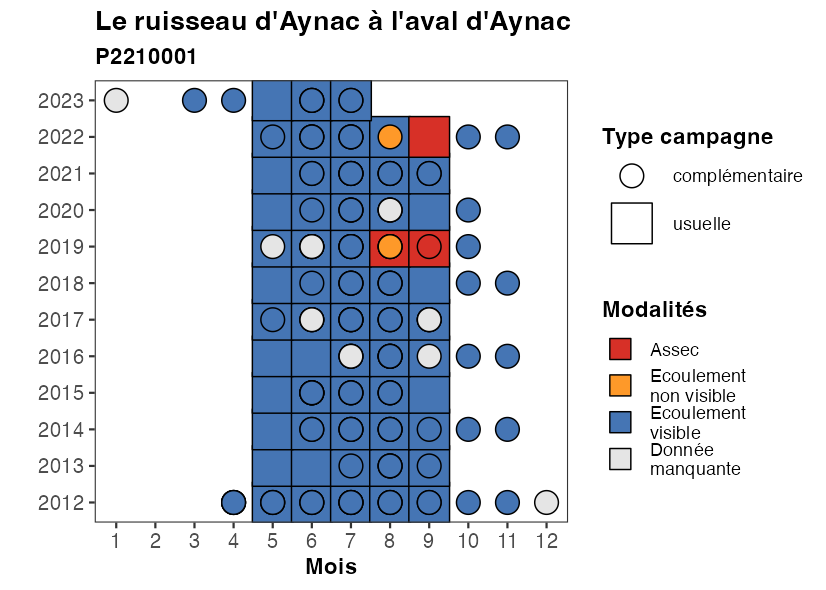 Le ruisseau d'Aynac à l'aval d'Aynac
P2210001
2023
2022
2021
2020
2019
2018
2017
2016
2015
2014
2013
2012
1 2 3 4 5 6 7 8 9 10 11 12
Mois
Type campagne
complémentaire
usuelle
Modalités
Assec
Ecoulement
non visible
Ecoulement
visible
Donnée
manquante